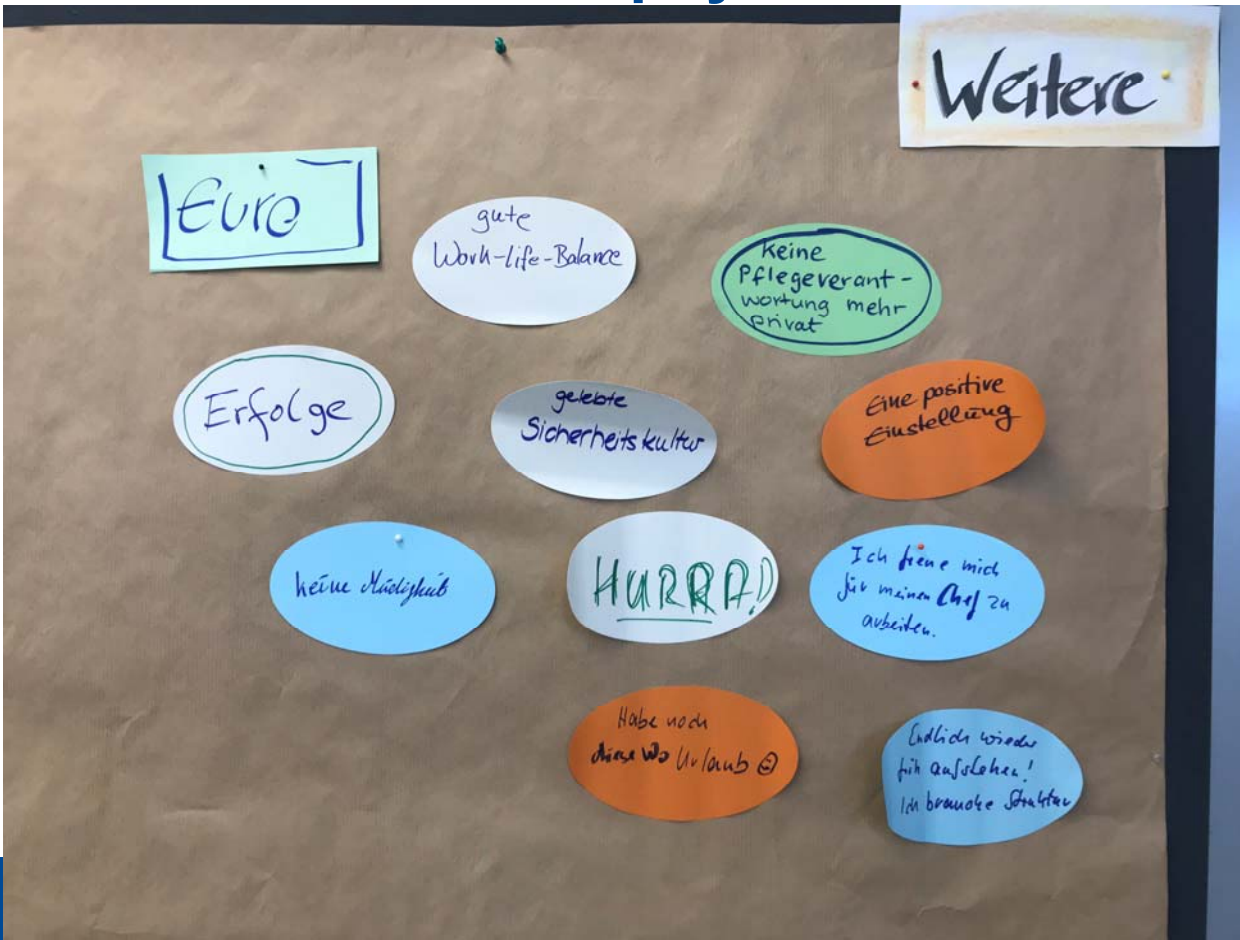 Weitere
Euro
gute
Work-life-Balance
Keine
Pflegeverant-
wortung mehr
privat
Erfolge
gelebte
Sicherheitskultur
Eine positive
Einstellung
keine Müdigkeit
HURRA!
Ich freue mich
für meinen Chef zu
arbeiten.
Habe noch
diese Wo Urlaub ☺
Endlich wieder
früh aufstehen!
Ich brauche Struktur